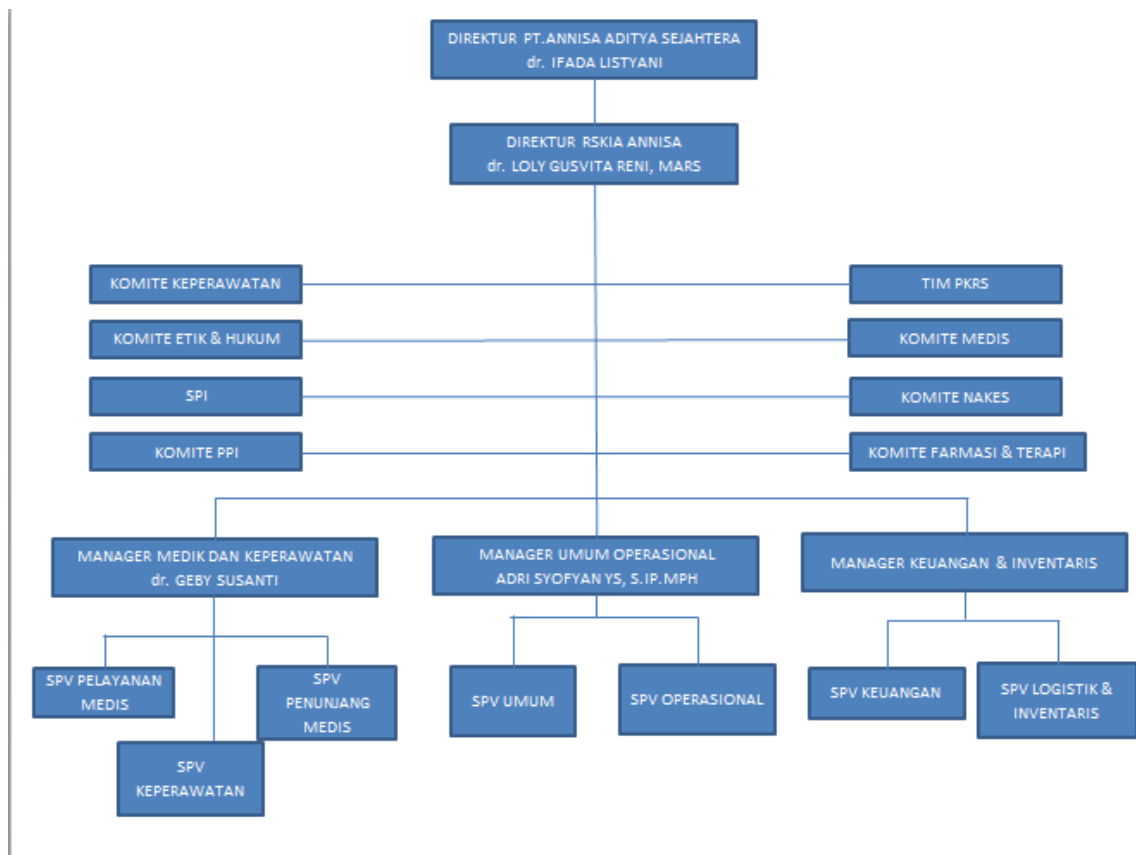 DIREKTUR PT.ANNISA ADITYA SEJAHTERA
dr. IFADA LISTYANI
DIREKTUR RSKIA ANNISA
dr. LOLY GUSVITA RENI, MARS
KOMITE KEPERAWATAN
TIM PKRS
KOMITE ETIK & HUKUM
KOMITE MEDIS
SPI
KOMITE NAKES
KOMITE PPI
KOMITE FARMASI & TERAPI
MANAGER MEDIK DAN KEPERAWATAN
dr. GEBY SUSANTI
MANAGER UMUM OPERASIONAL
ADRI SYOFYAN YS, S.IP.MPH
MANAGER KEUANGAN & INVENTARIS
SPV PELAYANAN
MEDIS
SPV
KEPERAWATAN
SPV
PENUNJANG
MEDIS
SPV UMUM
SPV OPERASIONAL
SPV KEUANGAN
SPV LOGISTIK &
INVENTARIS